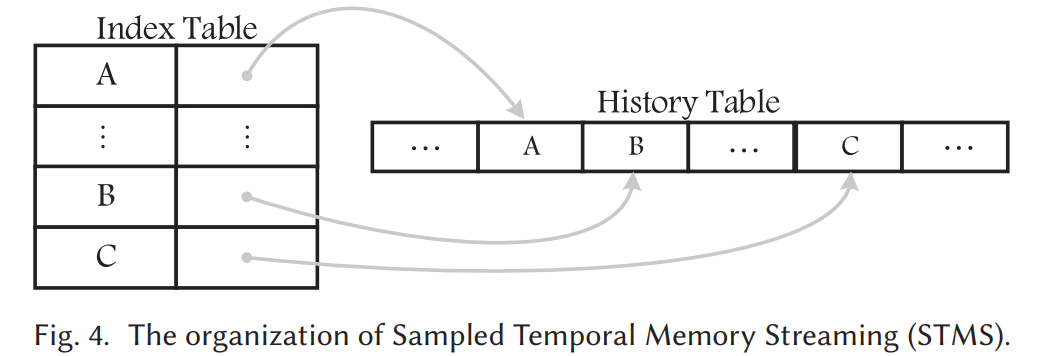 Index Table
A
⋮ ⋮
B
C
History Table
... A B ... C ...
Fig. 4. The organization of Sampled Temporal Memory Streaming (STMS).